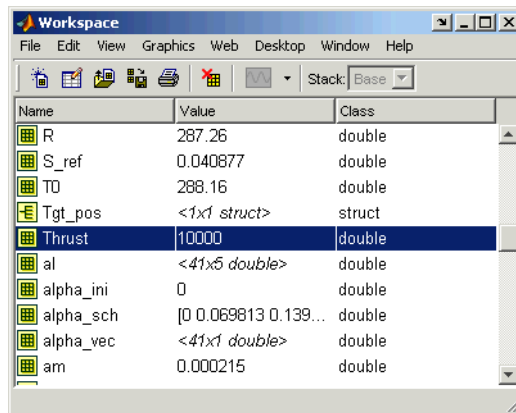 Workspace
File Edit View Graphics Web Desktop Window Help
Stack: Base
Name Value Class
R 287.26 double
S_ref 0.040877 double
T0 288.16 double
Tgt_pos <1x1 struct> struct
Thrust 10000 double
al <41x5 double> double
alpha_ini 0 double
alpha_sch [0 0.069813 0.139... double
alpha_vec <41x1 double> double
am 0.000215 double